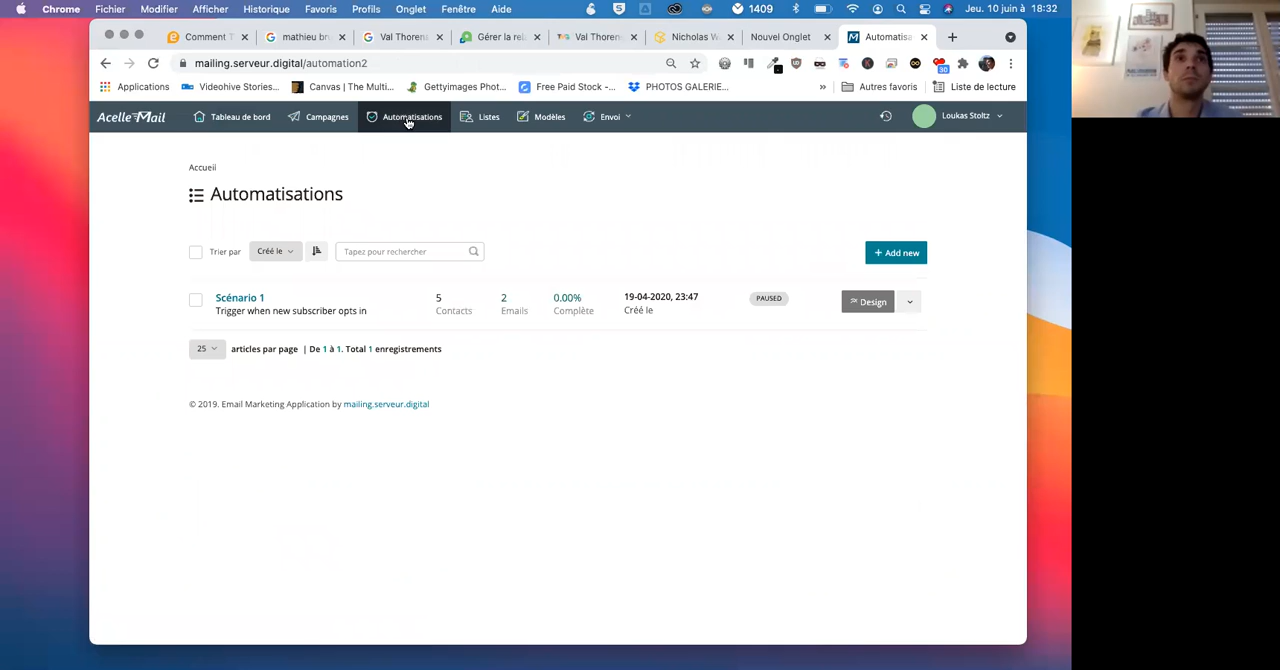 Chrome Fichier Modifier Afficher Historique Favoris Profils Onglet Fenêtre Aide 1409 Jeu. 10 juin à 18:32
Comment T mathieu br Val Thorens Gérer la rel Val Thorens Nicholas W Nouvel Onglet Automatisa
mailing.serveur.digital/automation2
Applications Videohive Stories... Canvas | The Multi... Gettyimages Phot... Free Paid Stock -... PHOTOS GALERIE... » Autres favoris Liste de lecture
Acelle Mail Tableau de bord Campagnes Automatisations Listes Modèles Envoi Loukas Stoltz
Accueil
Automatisations
Trier par Créé le Tapez pour rechercher + Add new
Scénario 1 5 2 0.00% 19-04-2020, 23:47 PAUSED Design
Trigger when new subscriber opts in Contacts Emails Complète Créé le
25 articles par page | De 1 à 1. Total 1 enregistrements
© 2019. Email Marketing Application by mailing.serveur.digital